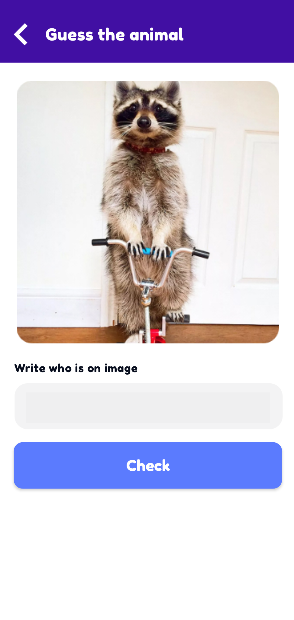 Guess the animal
Write who is on image
Check